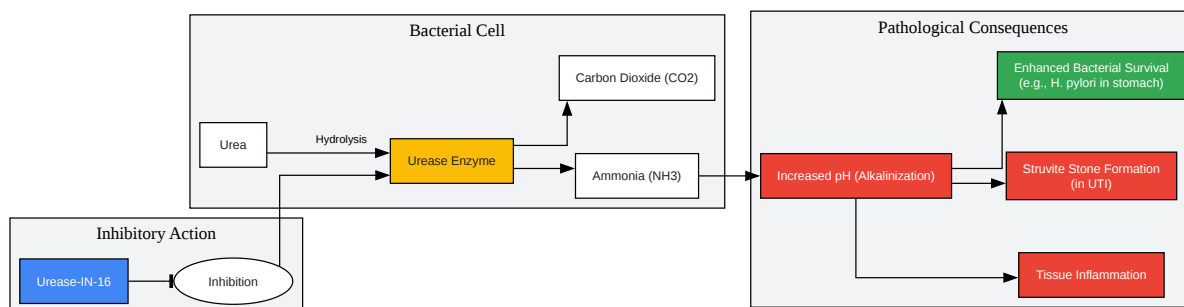 Bacterial Cell
Urea
Hydrolysis
Urease Enzyme
Carbon Dioxide (CO2)
Ammonia (NH3)
Inhibitory Action
Urease-IN-16
Inhibition
Pathological Consequences
Increased pH (Alkalinization)
Enhanced Bacterial Survival
(e.g., H. pylori in stomach)
Struvite Stone Formation
(in UTI)
Tissue Inflammation